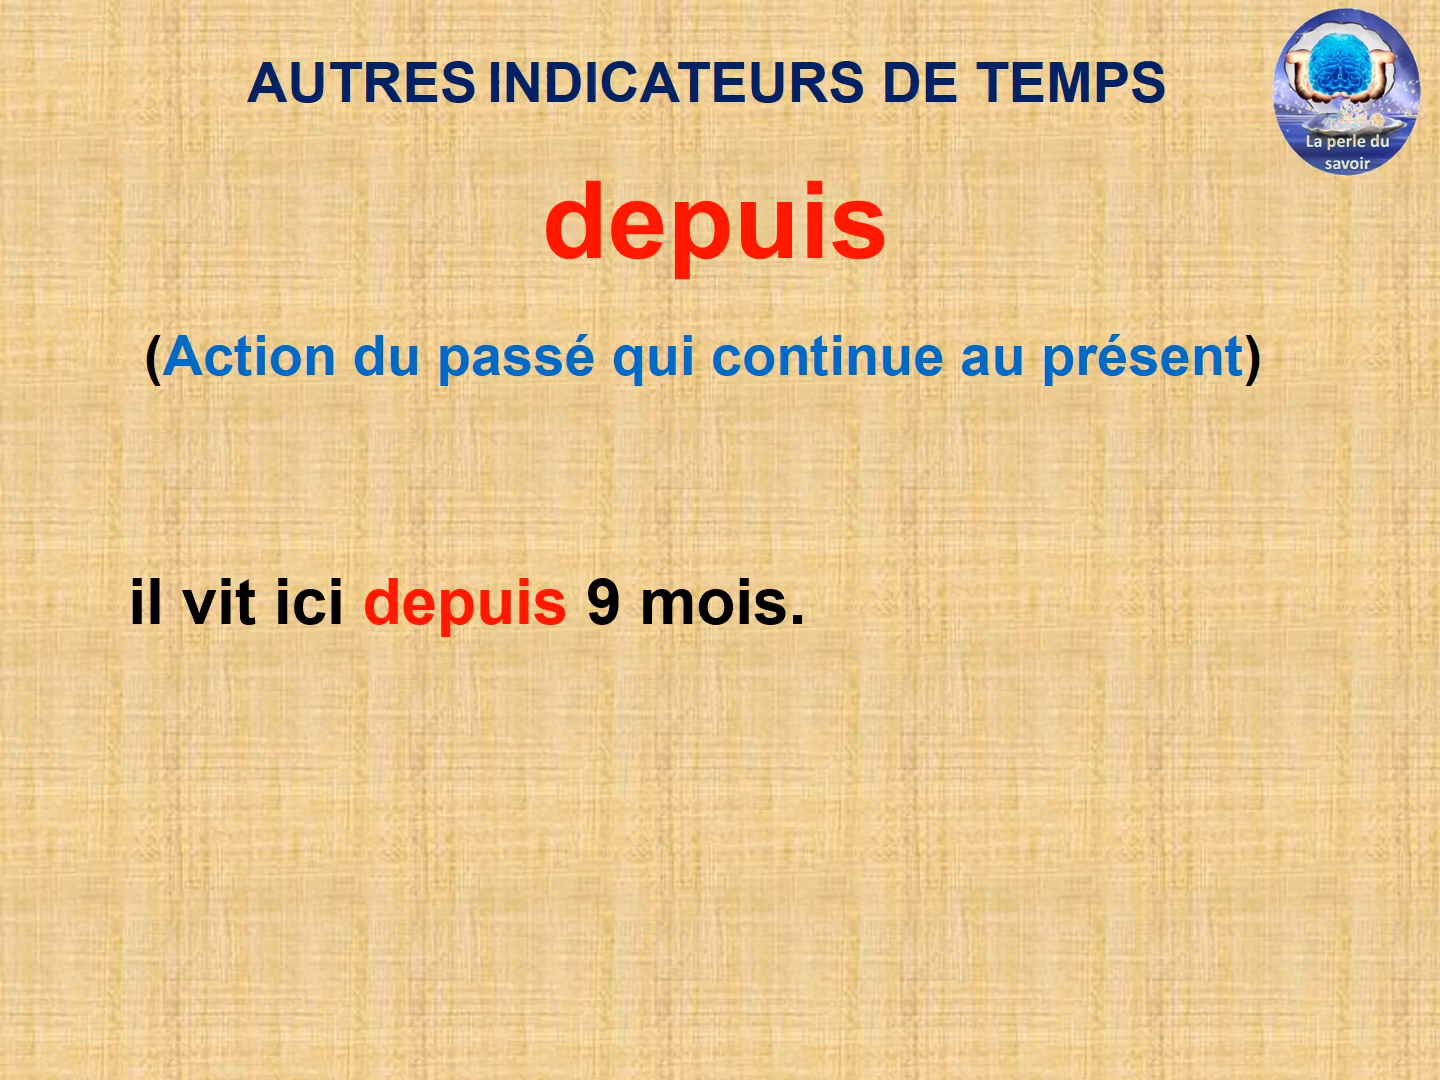 AUTRES INDICATEURS DE TEMPS
La perle du
savoir
depuis
(Action du passé qui continue au présent)
il vit ici depuis 9 mois.